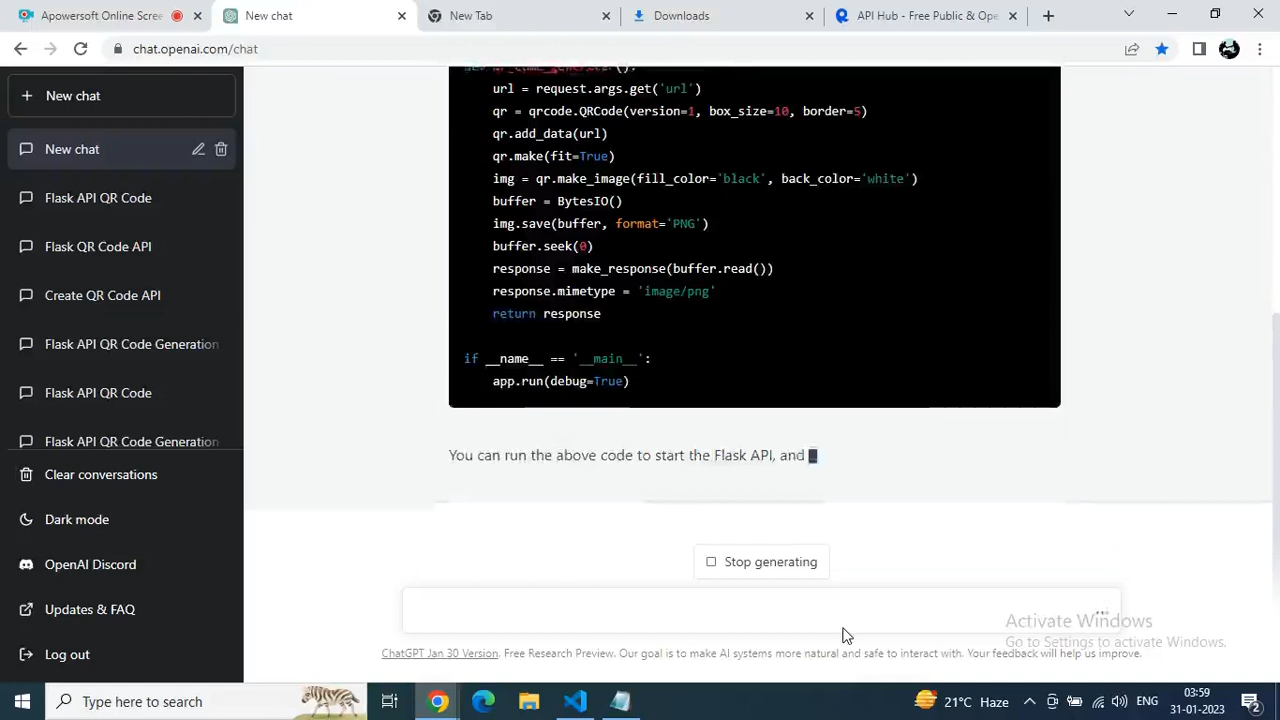 Apowersoft Online Scree
New chat
New Tab
Downloads
API Hub - Free Public & Ope
chat.openai.com/chat
New chat
New chat
Flask API QR Code
Flask QR Code API
Create QR Code API
Flask API QR Code Generation
Flask API QR Code
Flask API QR Code Generation
Clear conversations
Dark mode
OpenAI Discord
Updates & FAQ
Log out
url = request.args.get('url')
qr = qrcode.QRCode(version=1, box_size=10, border=5)
qr.add_data(url)
qr.make(fit=True)
img = qr.make_image(fill_color='black', back_color='white')
buffer = BytesIO()
img.save(buffer, format='PNG')
buffer.seek(0)
response = make_response(buffer.read())
response.mimetype = 'image/png'
return response
if __name__ == '__main__':
app.run(debug=True)
You can run the above code to start the Flask API, and
Stop generating
Activate Windows
Go to Settings to activate Windows.
ChatGPT Jan 30 Version. Free Research Preview. Our goal is to make AI systems more natural and safe to interact with. Your feedback will help us improve.
Type here to search
21°C Haze
ENG
03:59
31-01-2023
2